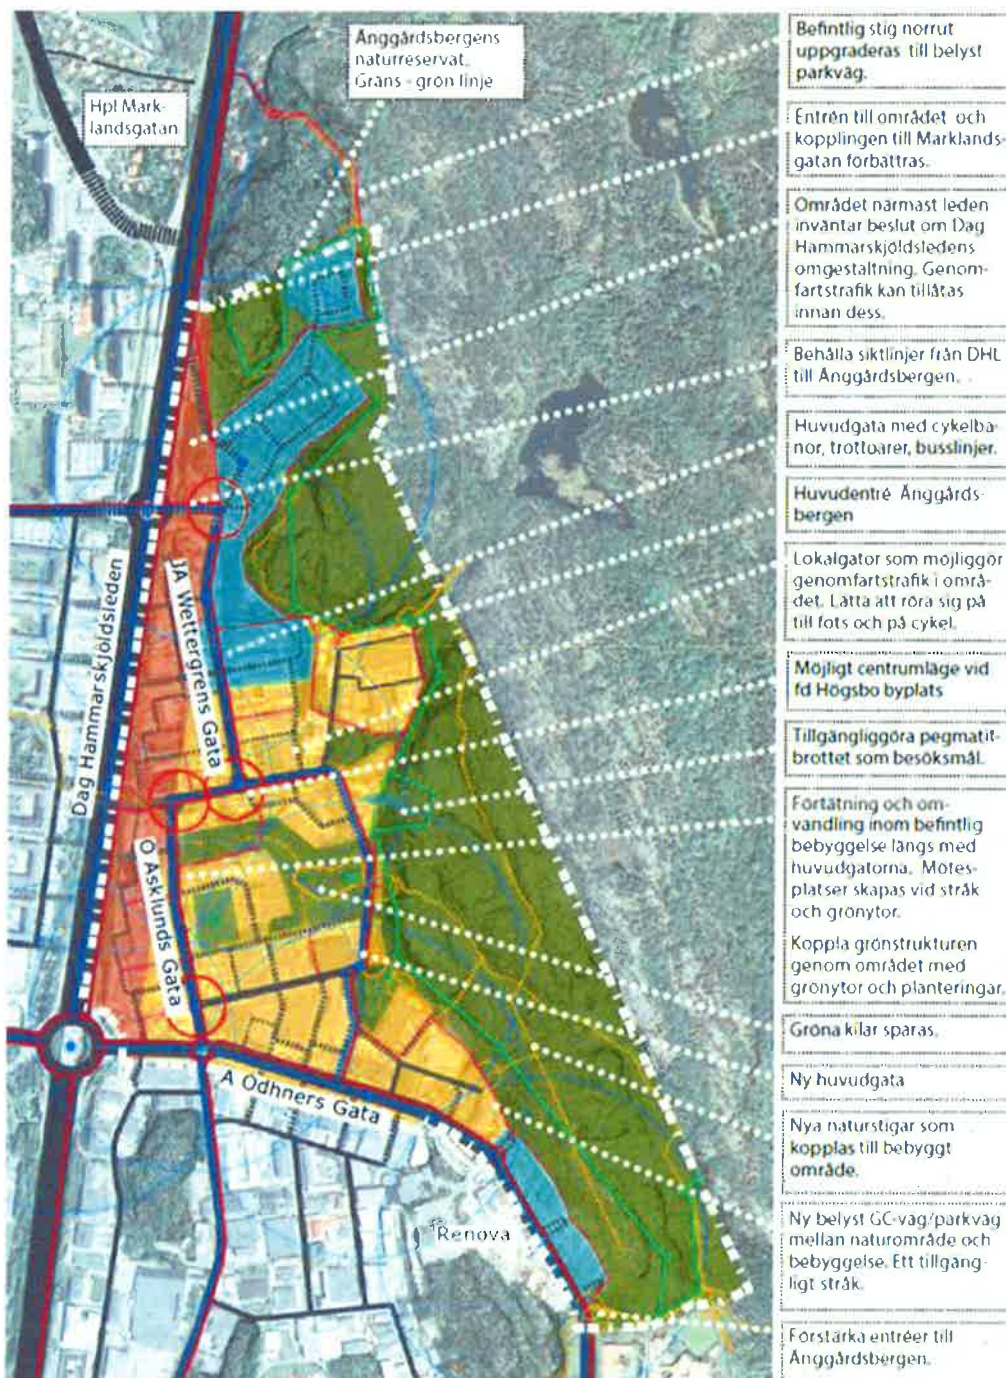 Änggårdsbergens
naturreservat.
Gräns - grön linje
Hpl Mark-
landsgatan
Dag Hammarskjöldsleden
JA Wettergrens Gata
O Asklunds Gata
A Odhners Gata
Renova
Befintlig stig norrut
uppgraderas till belyst
parkväg.
Entrén till området och
kopplingen till Marklands-
gatan förbättras.
Området närmast leden
inväntar beslut om Dag
Hammarskjöldsledens
omgestaltning. Genom-
fartstrafik kan tillåtas
innan dess.
Behålla siktlinjer från DHL
till Änggårdsbergen.
Huvudgata med cykelba-
nor, trottoarer, busslinjer.
Huvudentré Änggårds-
bergen
Lokalgator som möjliggör
genomfartstrafik i områ-
det. Lätta att röra sig på
till fots och på cykel.
Möjligt centrumläge vid
fd Högsbo byplats
Tillgängliggöra pegmatit-
brottet som besöksmål.
Förtätning och om-
vandling inom befintlig
bebyggelse längs med
huvudgatorna. Mötes-
platser skapas vid stråk
och grönytor.
Koppla grönstrukturen
genom området med
grönytor och planteringar.
Gröna kilar sparas.
Ny huvudgata
Nya naturstigar som
kopplas till bebyggt
område.
Ny belyst GC-väg/parkväg
mellan naturområde och
bebyggelse. Ett tillgäng-
ligt stråk.
Förstärka entréer till
Änggårdsbergen.